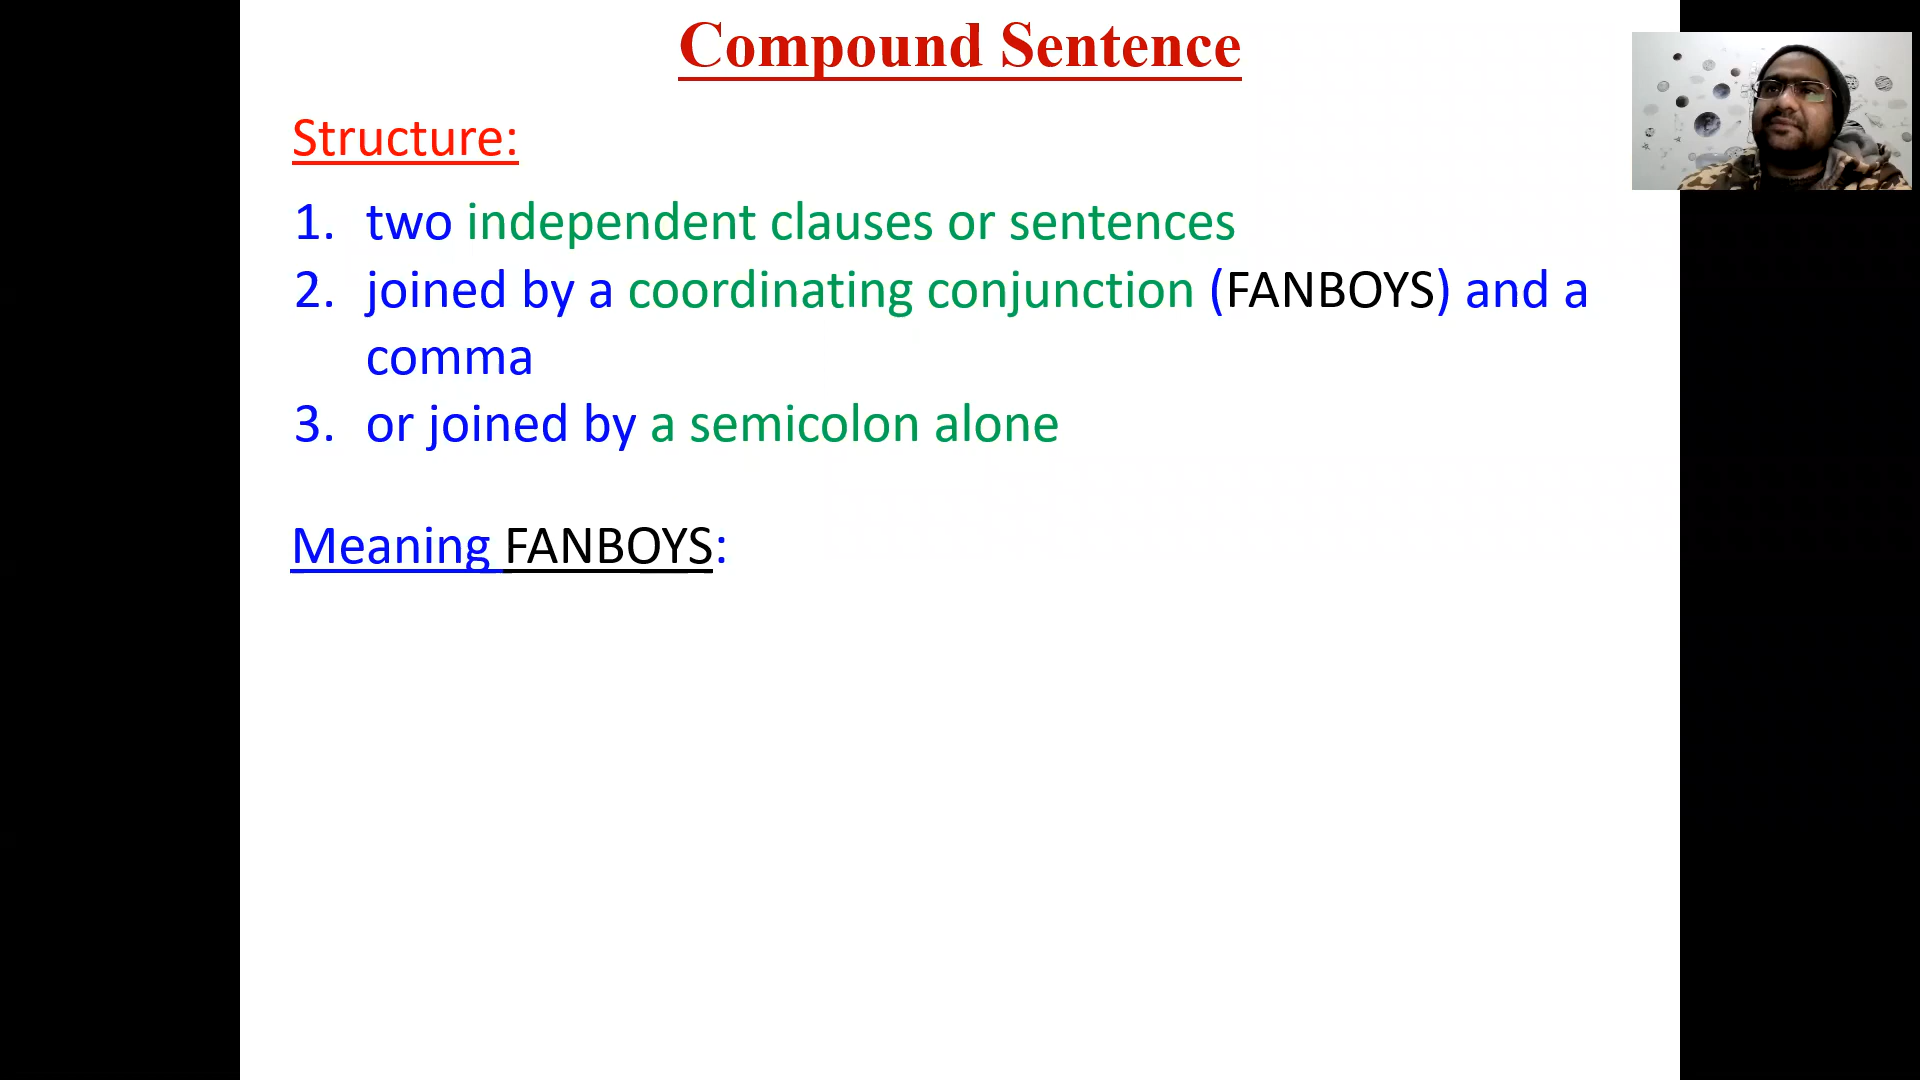 Compound Sentence
Structure:
1. two independent clauses or sentences
2. joined by a coordinating conjunction (FANBOYS) and a
comma
3. or joined by a semicolon alone
Meaning FANBOYS: